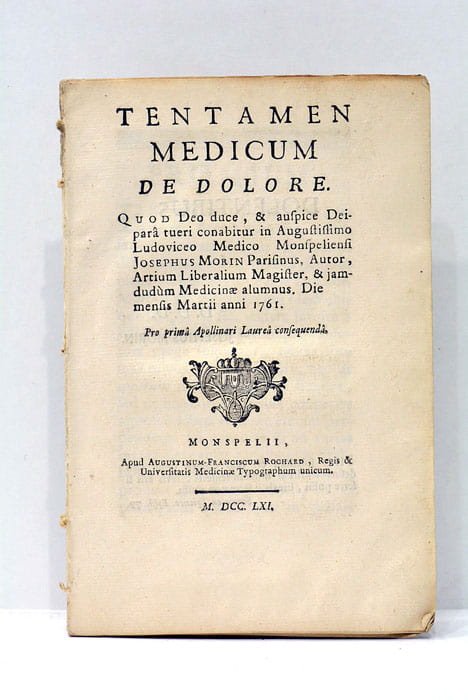 TENTAMEN
MEDICUM
DE DOLORE.
QUOD Deo duce, & auſpice Dei-
parâ tueri conabitur in Auguſtiſſimo
Ludoviceo Medico Monſpelienſi
JOSEPHUS MORIN Pariſinus, Autor,
Artium Liberalium Magiſter, & jam-
dudùm Medicinæ alumnus. Die
menſis Martii anni 1761.
Pro primâ Apollinari Laureâ conſequendâ.
MONSPELII,
Apud AUGUSTINUM-FRANCISCUM ROCHARD, Regis &
Univerſitatis Medicinæ Typographum unicum.
M. DCC. LXI.